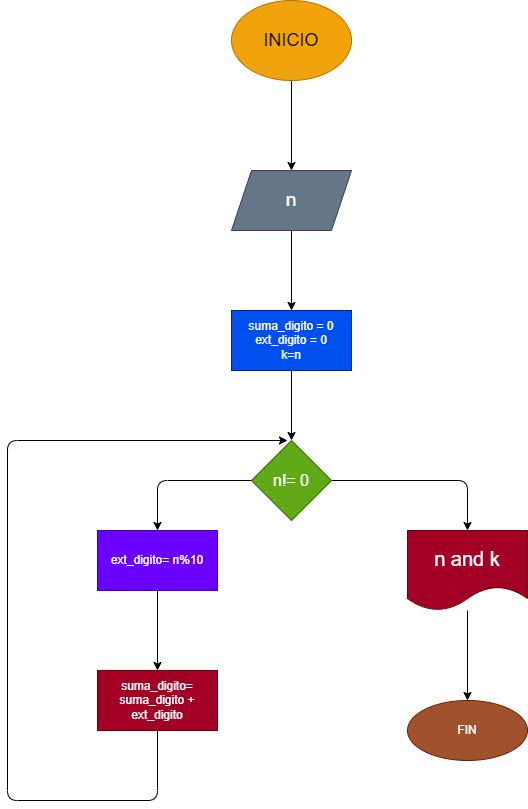 INICIO
n
suma_digito = 0
ext_digito = 0
k=n
n!= 0
ext_digito= n%10
n and k
suma_digito=
suma_digito +
ext_digito
FIN